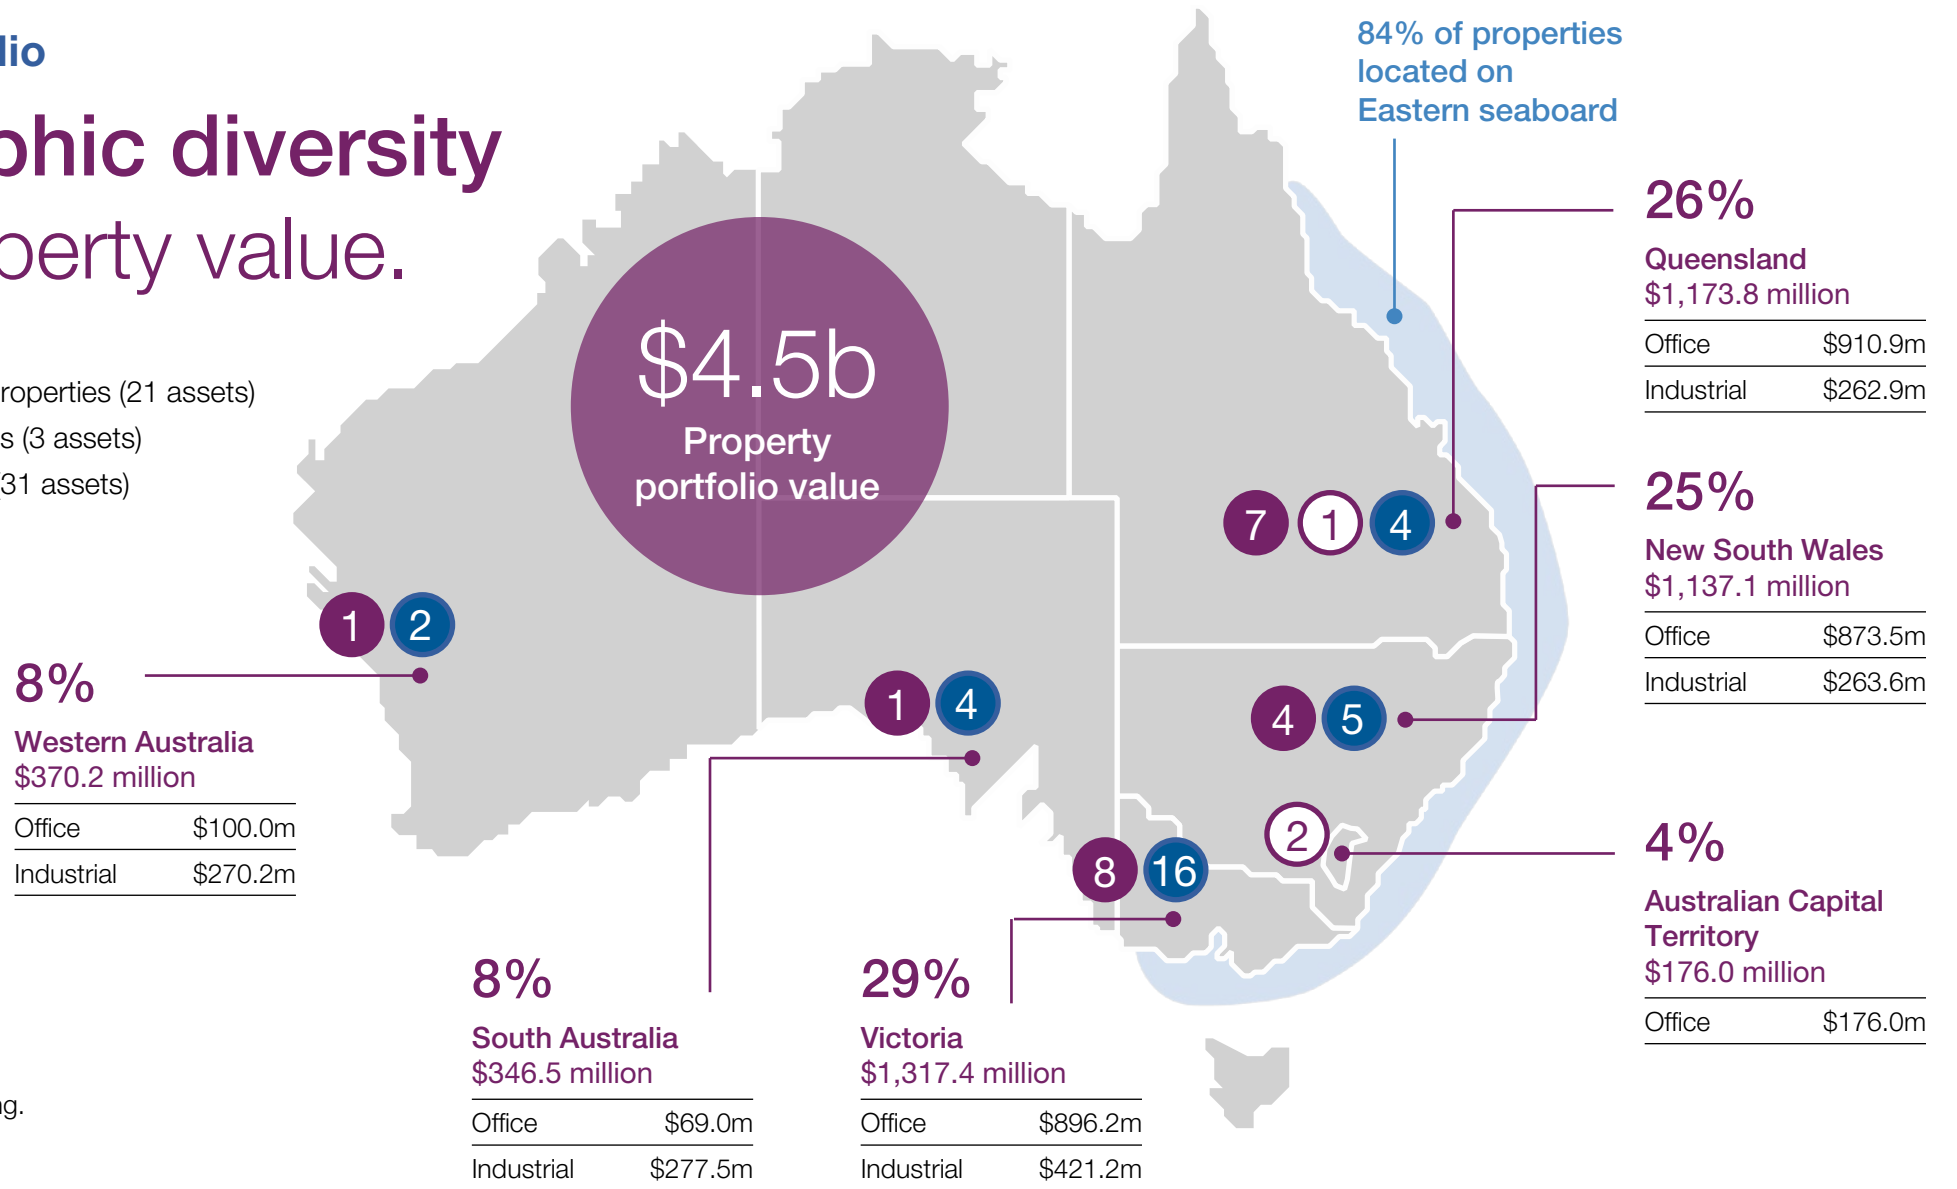 lio
phic diversity
perty value.
roperties (21 assets)
s (3 assets)
(31 assets)
84% of properties
located on
Eastern seaboard
$4.5b
Property
portfolio value
26%
Queensland
$1,173.8 million
Office $910.9m
Industrial $262.9m
7 1 4
25%
New South Wales
$1,137.1 million
Office $873.5m
Industrial $263.6m
4 5
1 2
8%
Western Australia
$370.2 million
Office $100.0m
Industrial $270.2m
1 4
2
4%
Australian Capital
Territory
$176.0 million
Office $176.0m
8 16
8%
South Australia
$346.5 million
Office $69.0m
Industrial $277.5m
29%
Victoria
$1,317.4 million
Office $896.2m
Industrial $421.2m
g.